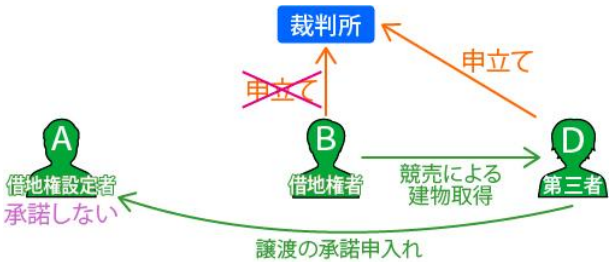 裁判所
申立て
申立て
A
借地権設定者
承諾しない
B
借地権者
競売による
建物取得
D
第三者
譲渡の承諾申入れ